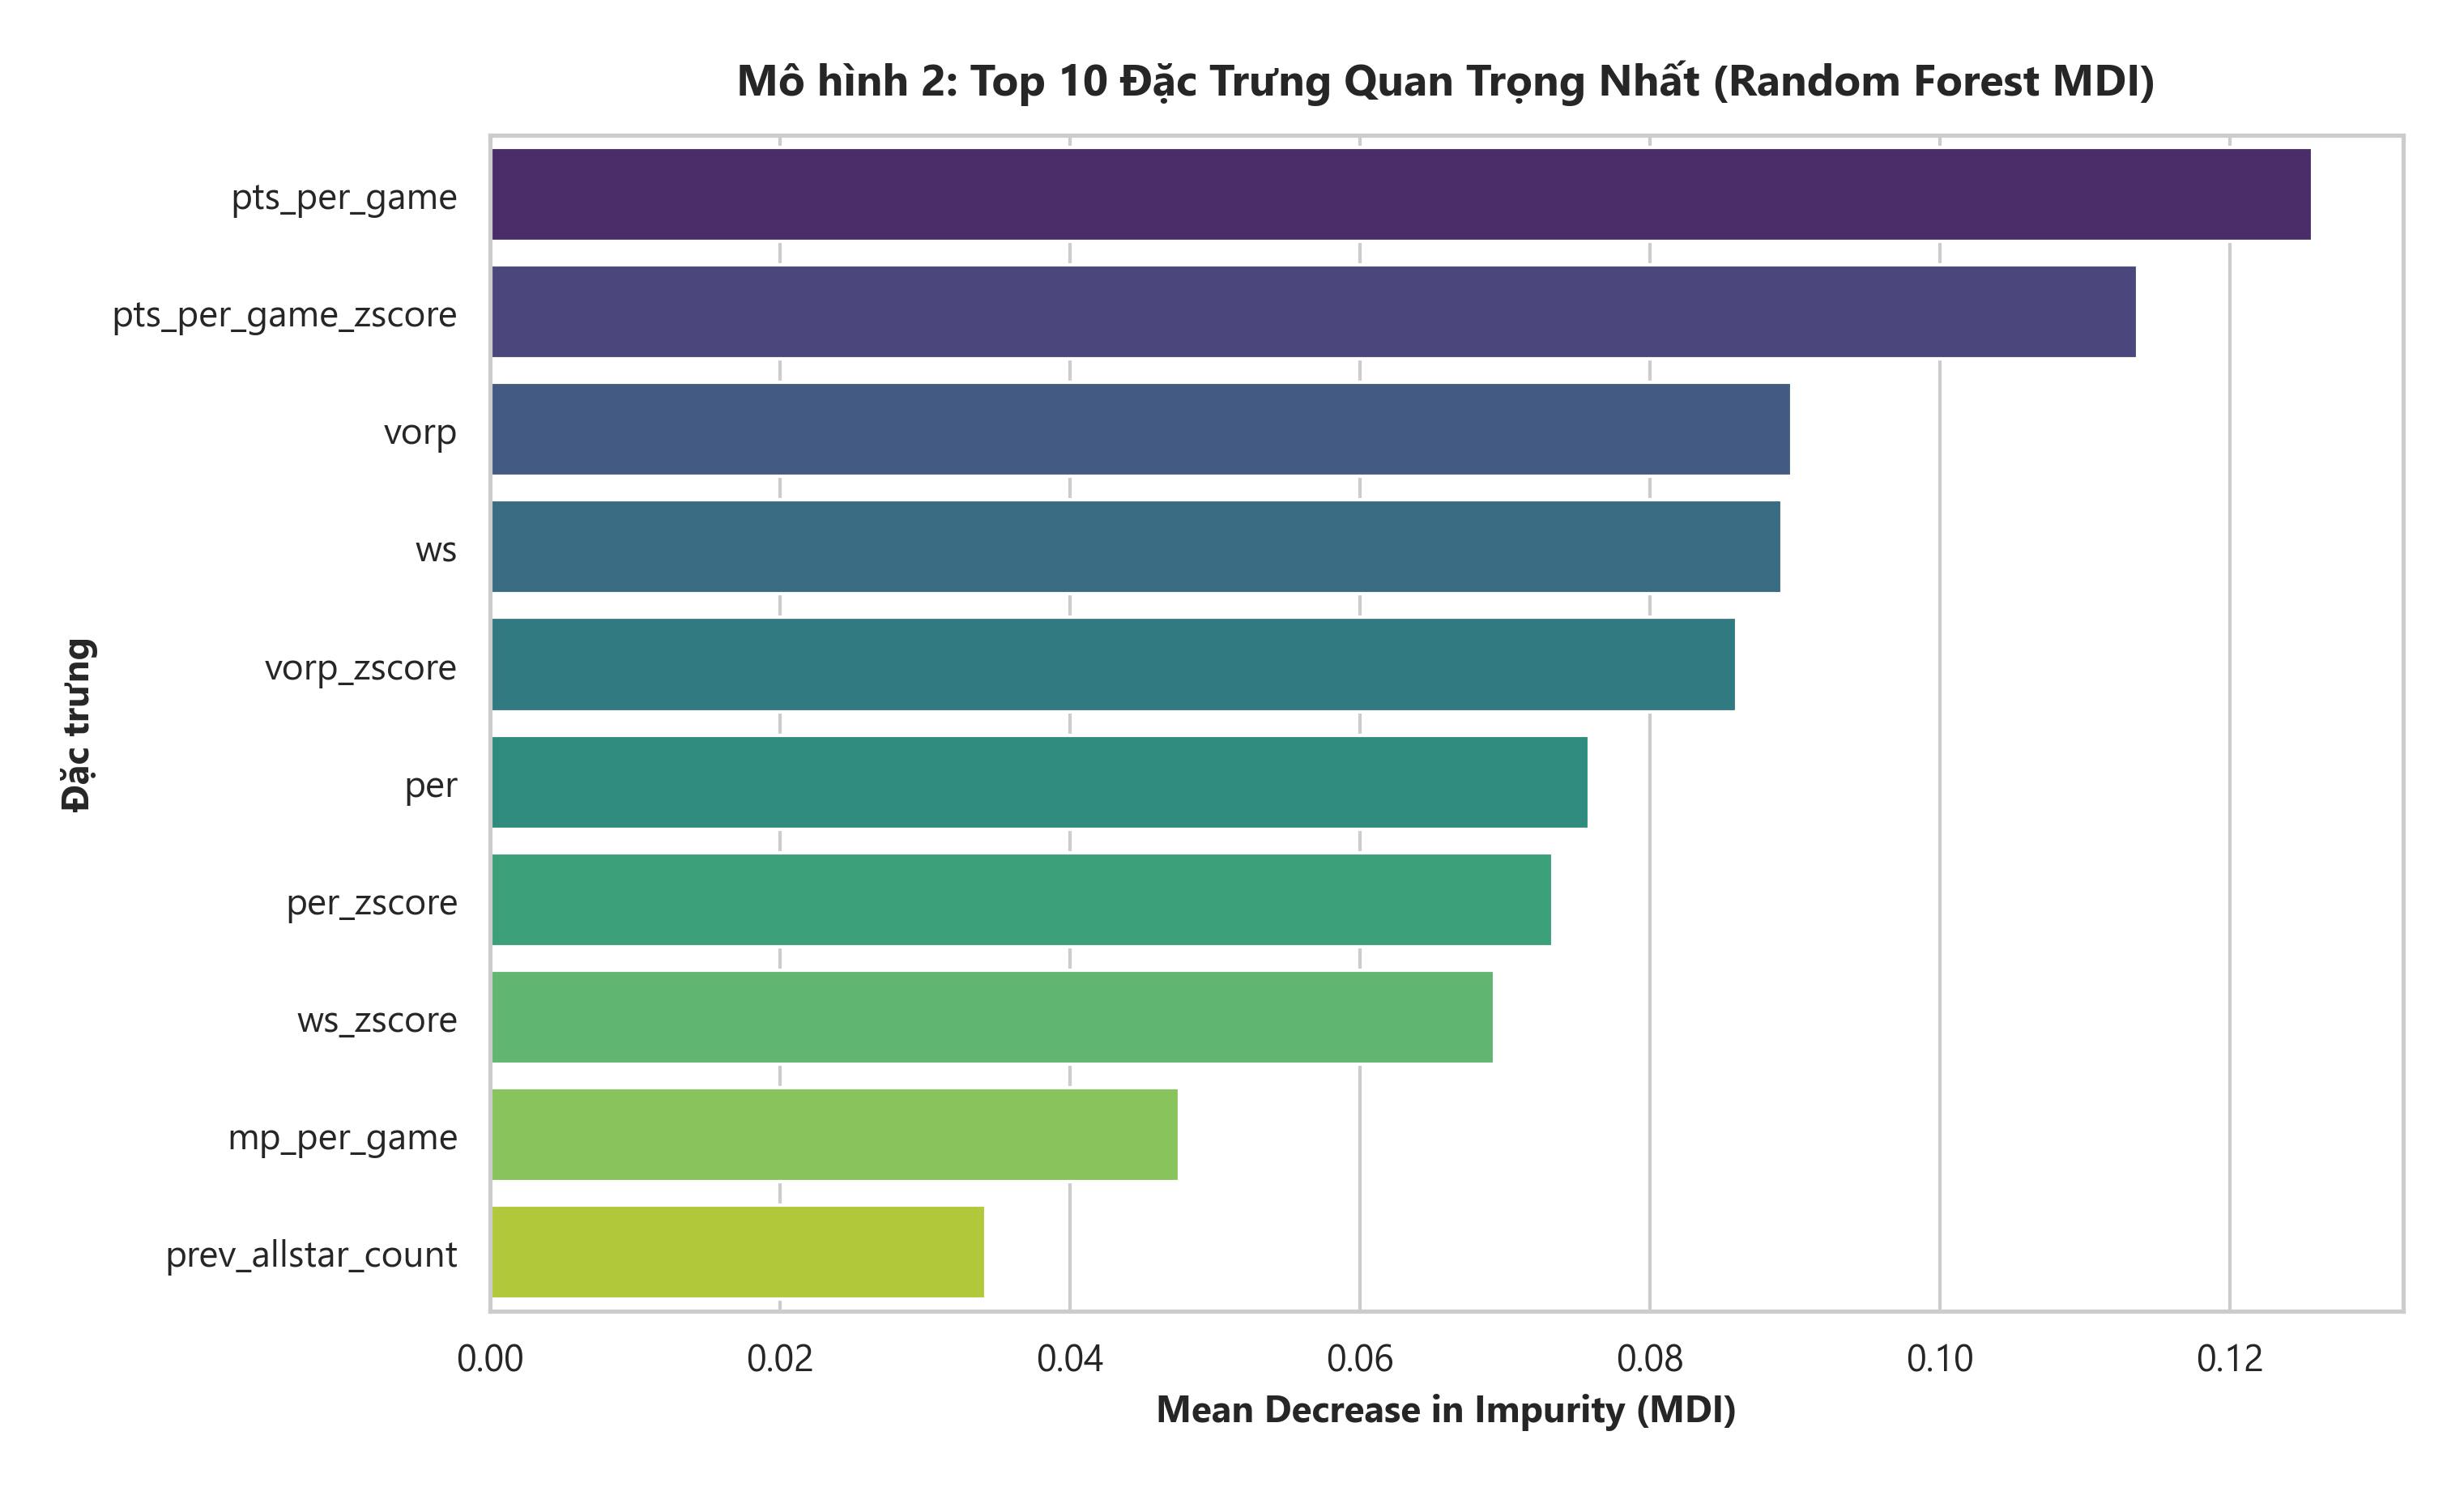 Mô hình 2: Top 10 Đặc Trưng Quan Trọng Nhất (Random Forest MDI)
pts_per_game
pts_per_game_zscore
vorp
ws
vorp_zscore
per
per_zscore
ws_zscore
mp_per_game
prev_allstar_count
Đặc trưng
0.00 0.02 0.04 0.06 0.08 0.10 0.12
Mean Decrease in Impurity (MDI)